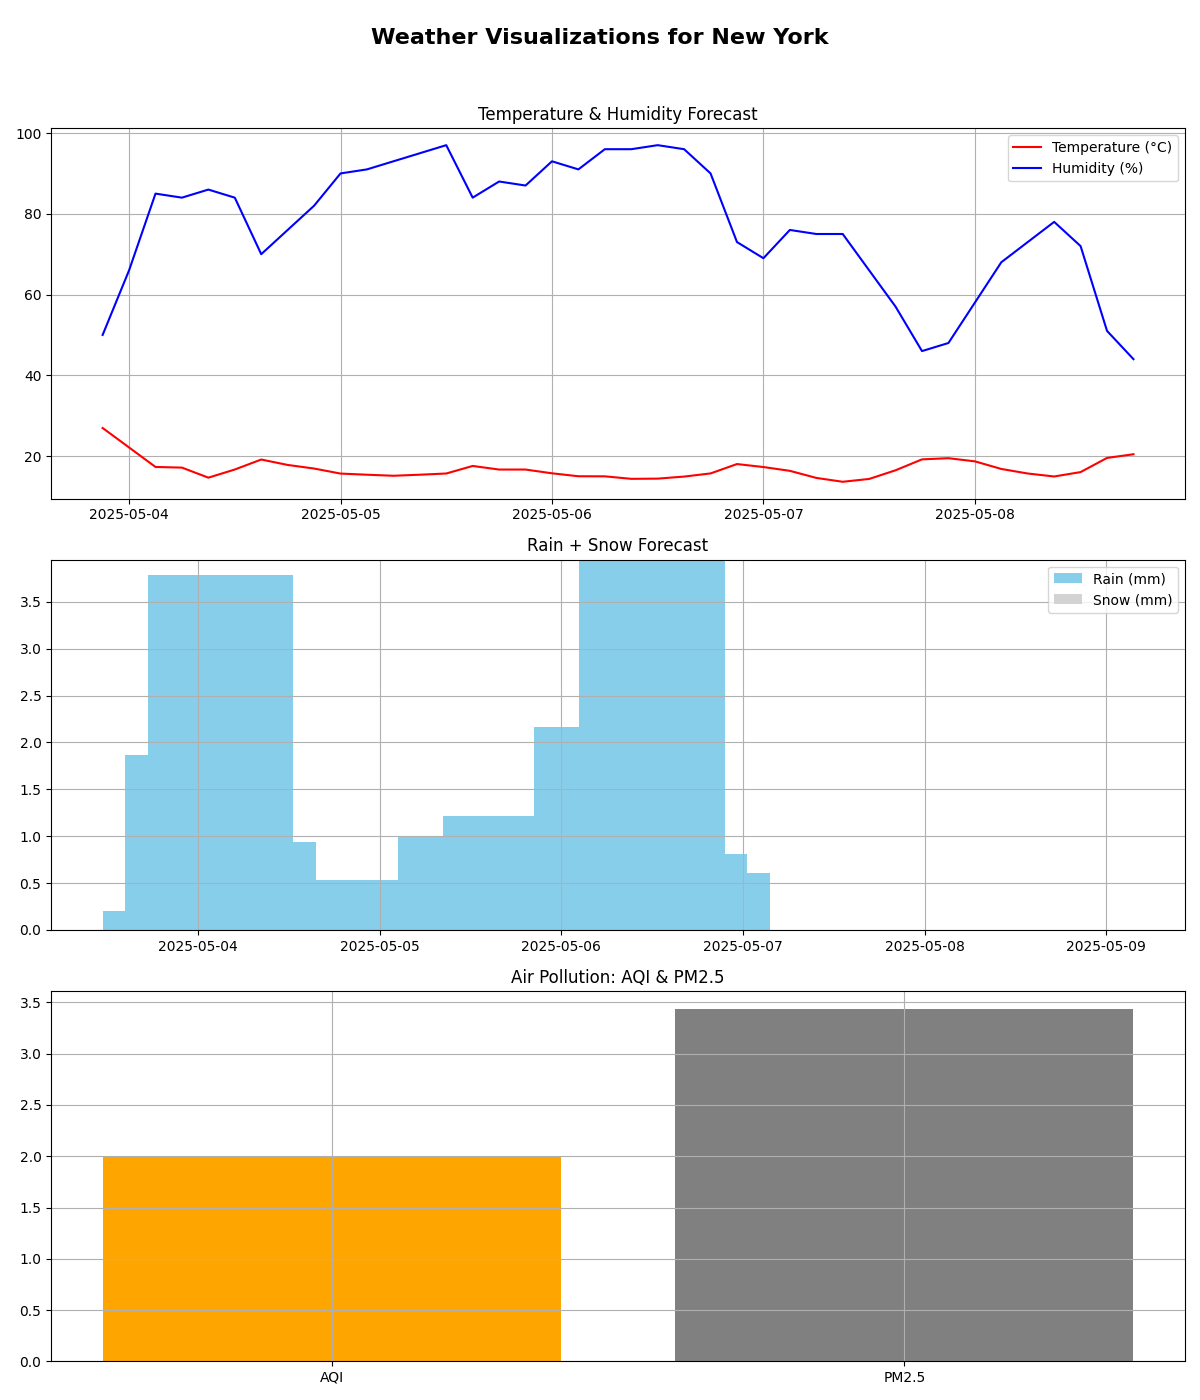 Weather Visualizations for New York
Temperature & Humidity Forecast
100
80
60
40
20
Temperature (°C)
Humidity (%)
2025-05-04 2025-05-05 2025-05-06 2025-05-07 2025-05-08
Rain + Snow Forecast
3.5
3.0
2.5
2.0
1.5
1.0
0.5
0.0
Rain (mm)
Snow (mm)
2025-05-04 2025-05-05 2025-05-06 2025-05-07 2025-05-08 2025-05-09
Air Pollution: AQI & PM2.5
3.5
3.0
2.5
2.0
1.5
1.0
0.5
0.0
AQI PM2.5